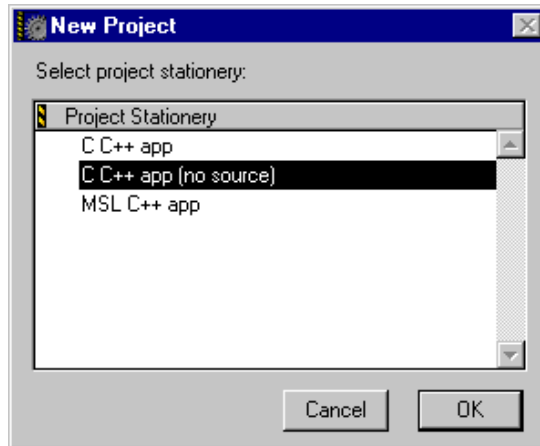 New Project
Select project stationery:
Project Stationery
C C++ app
C C++ app (no source)
MSL C++ app
Cancel OK